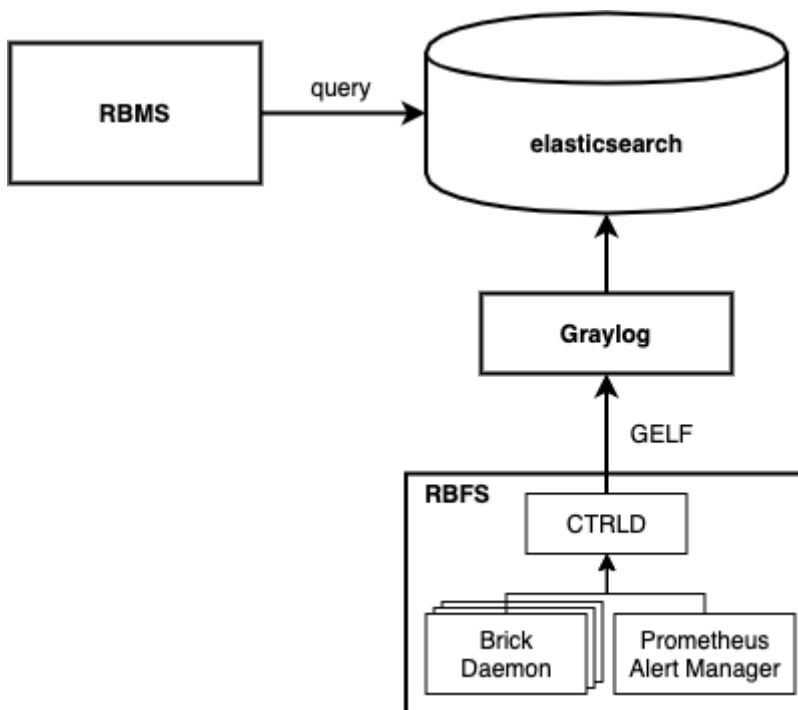 RBMS
query
elasticsearch
Graylog
GELF
RBFS
CTRLD
Brick
Daemon
Prometheus
Alert Manager